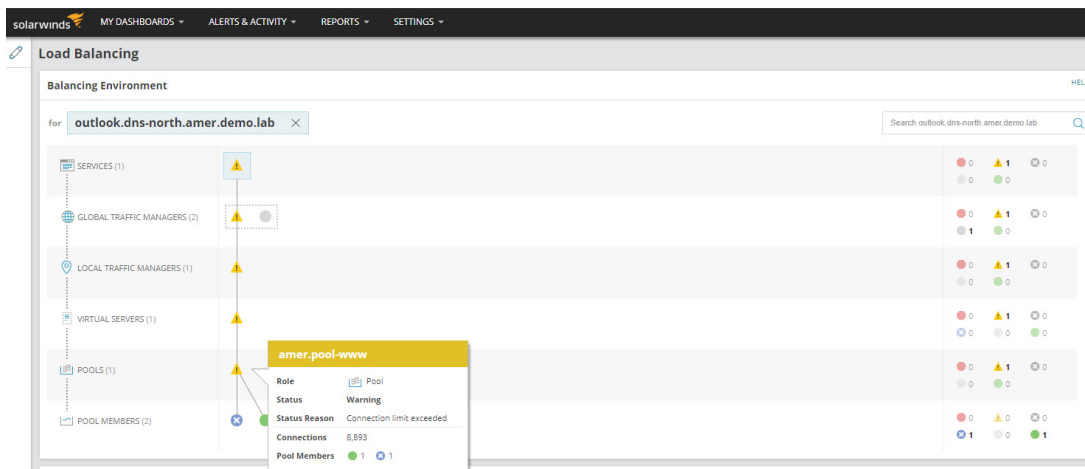 solarwinds MY DASHBOARDS ALERTS & ACTIVITY REPORTS SETTINGS
Load Balancing
Balancing Environment
HEL
for outlook.dns-north.amer.demo.lab
Search outlook.dns-north.amer.demo.lab
SERVICES (1)
0 1 0
0 0
GLOBAL TRAFFIC MANAGERS (2)
0 1 0
1 0
LOCAL TRAFFIC MANAGERS (1)
0 1 0
0 0
VIRTUAL SERVERS (1)
0 1 0
0 0 0
POOLS (1)
0 1 0
0 0
POOL MEMBERS (2)
0 0 0
1 0 1
amer.pool-www
Role Pool
Status Warning
Status Reason Connection limit exceeded
Connections 8,893
Pool Members 1 1